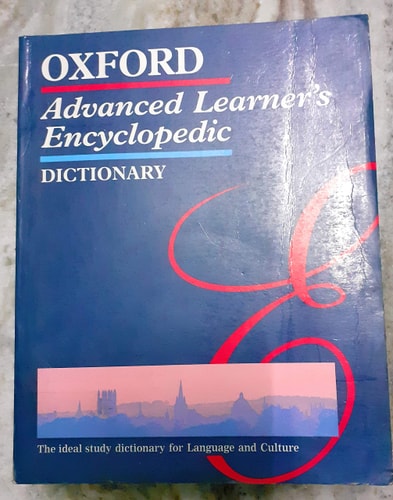 OXFORD
Advanced Learner's
Encyclopedic
DICTIONARY
E
The ideal study dictionary for Language and Culture